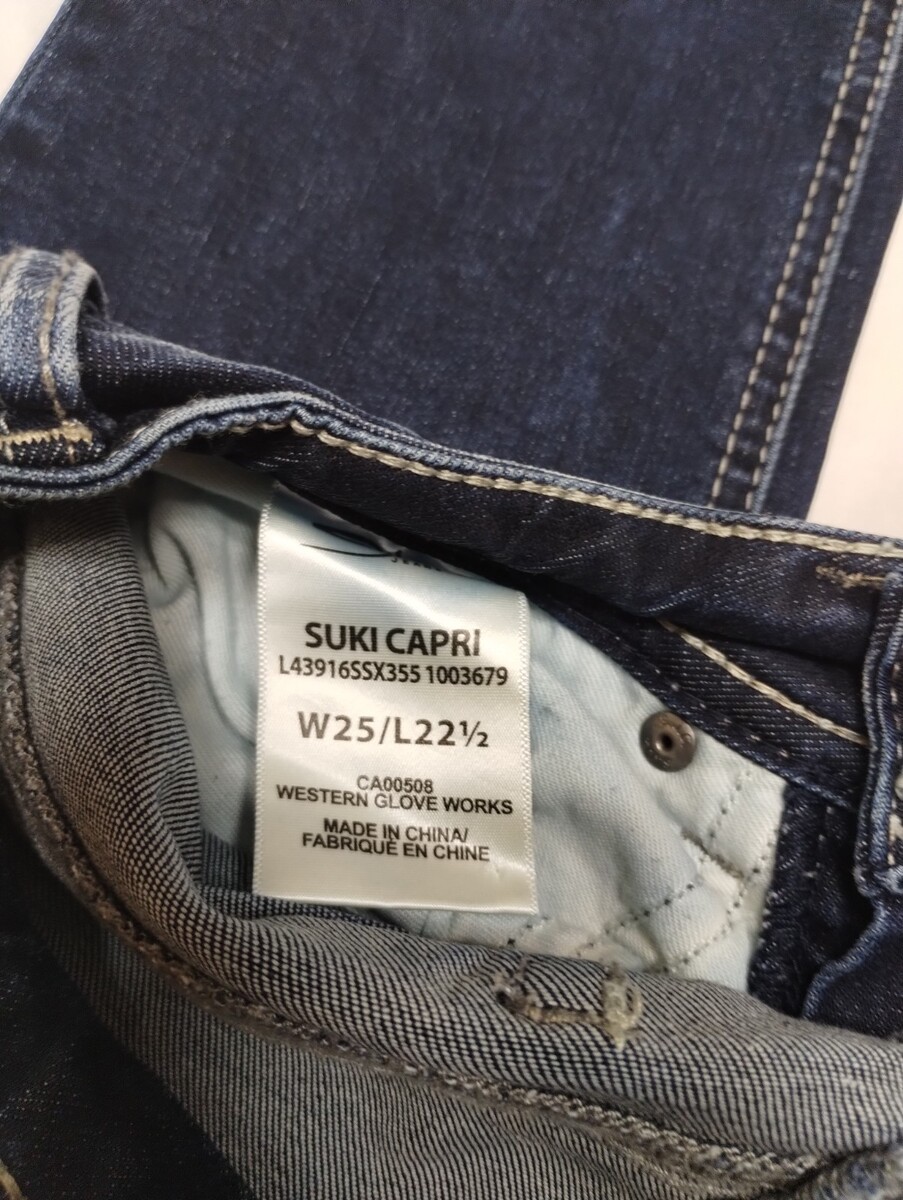 SUKI CAPRI
L43916SSX355 1003679
W25/L22½
CA00508
WESTERN GLOVE WORKS
MADE IN CHINA/
FABRIQUÉ EN CHINE